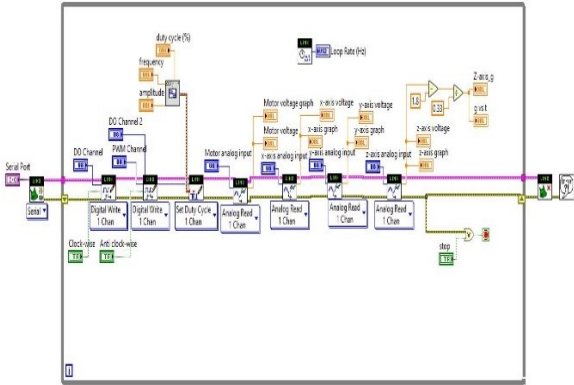 duty cycle (%)
frequency
amplitude
Loop Rate (Hz)
Z-axis_g
g vs t
1.8
0.33
Motor voltage graph
x-axis voltage
y-axis voltage
Motor voltage
x-axis graph
y-axis graph
z-axis voltage
z-axis graph
DO Channel 2
DO Channel
PWM Channel
Motor analog input
x-axis analog input
y-axis analog input
z-axis analog input
Serial Port
Serial
Digital Write
1 Chan
Digital Write
1 Chan
Set Duty Cycle
1 Chan
Analog Read
1 Chan
Analog Read
1 Chan
Analog Read
1 Chan
Analog Read
1 Chan
Clock-wise
Anti clock-wise
stop
i